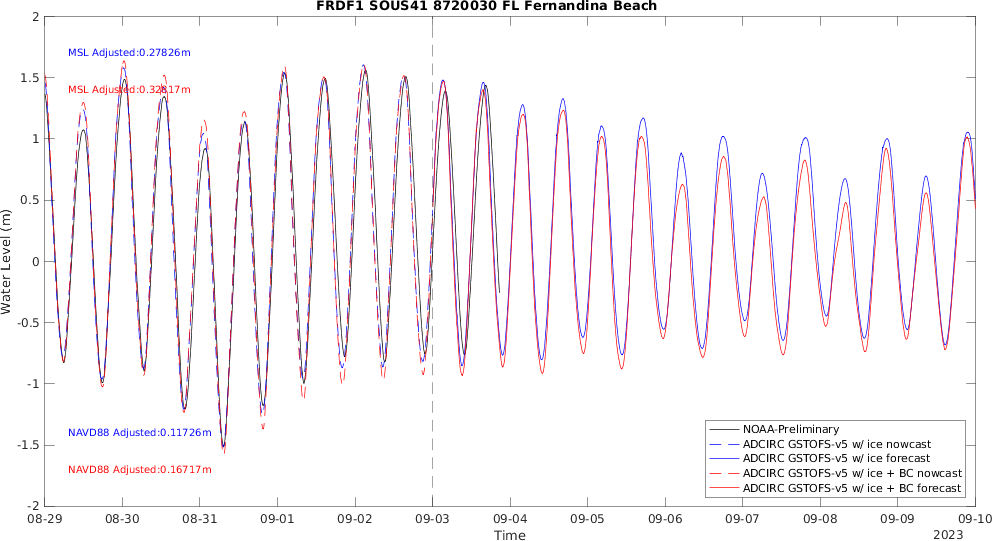 FRDF1 SOUS41 8720030 FL Fernandina Beach
2
1.5
1
0.5
0
-0.5
-1
-1.5
-2
Water Level (m)
MSL Adjusted:0.27826m
MSL Adjusted:0.32817m
NAVD88 Adjusted:0.11726m
NAVD88 Adjusted:0.16717m
NOAA-Preliminary
ADCIRC GSTOFS-v5 w/ ice nowcast
ADCIRC GSTOFS-v5 w/ ice forecast
ADCIRC GSTOFS-v5 w/ ice + BC nowcast
ADCIRC GSTOFS-v5 w/ ice + BC forecast
08-29 08-30 08-31 09-01 09-02 09-03 09-04 09-05 09-06 09-07 09-08 09-09 09-10
Time
2023